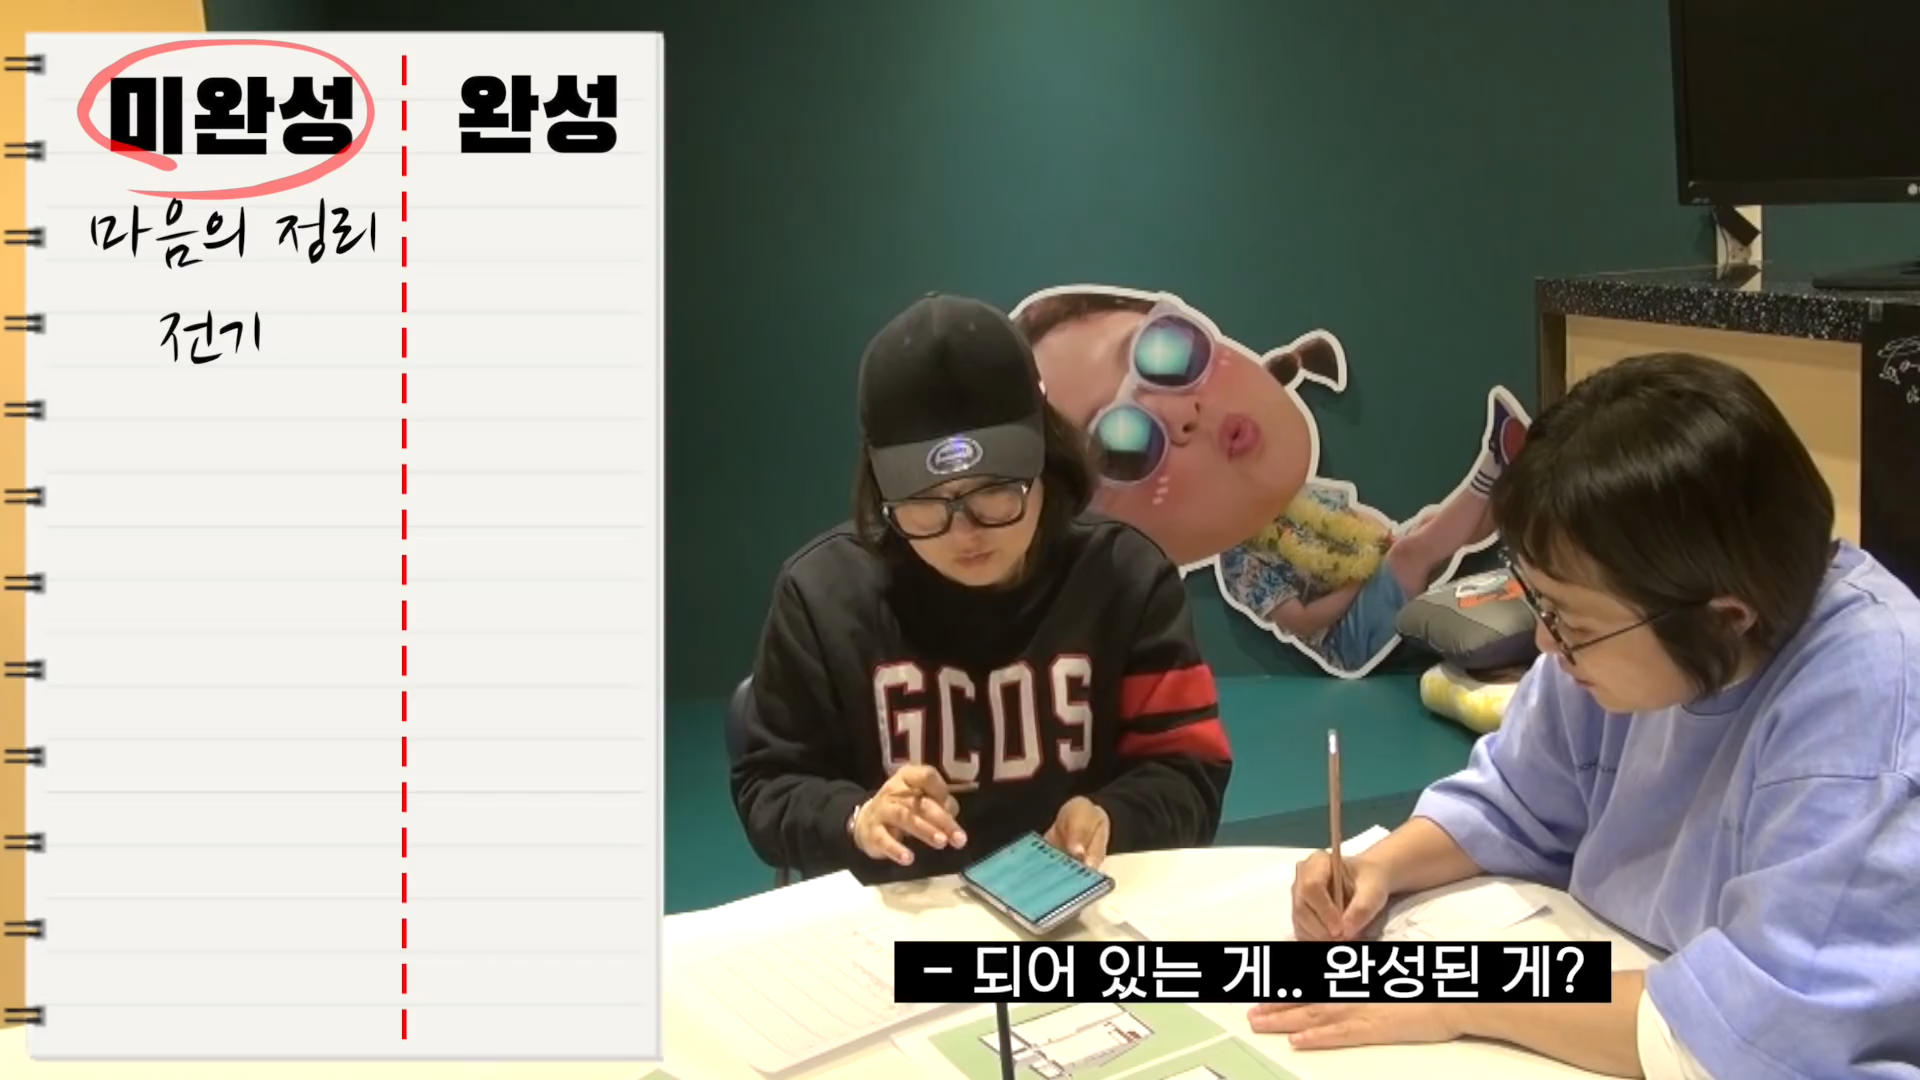 미완성 완성
마음의 정리
전기
GCDS
- 되어 있는 게.. 완성된 게?